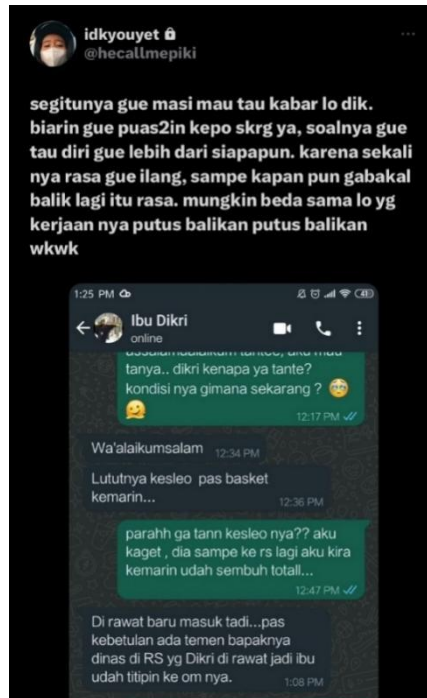 idkyouyet
@hecallmepiki
segitunya gue masi mau tau kabar lo dik.
biarin gue puas2in kepo skrg ya, soalnya gue
tau diri gue lebih dari siapapun. karena sekali
nya rasa gue ilang, sampe kapan pun gabakal
balik lagi itu rasa. mungkin beda sama lo yg
kerjaan nya putus balikan putus balikan
wkwk
1:25 PM
Ibu Dikri
online
assalamualaikum tantee, aku mau
tanya.. dikri kenapa ya tante?
kondisi nya gimana sekarang ?
12:17 PM
Wa'alaikumsalam 12:34 PM
Lututnya kesleo pas basket
kemarin...
12:36 PM
parahh ga tann kesleo nya?? aku
kaget , dia sampe ke rs lagi aku kira
kemarin udah sembuh totall...
12:47 PM
Di rawat baru masuk tadi...pas
kebetulan ada temen bapaknya
dinas di RS yg Dikri di rawat jadi ibu
udah titipin ke om nya.
1:08 PM